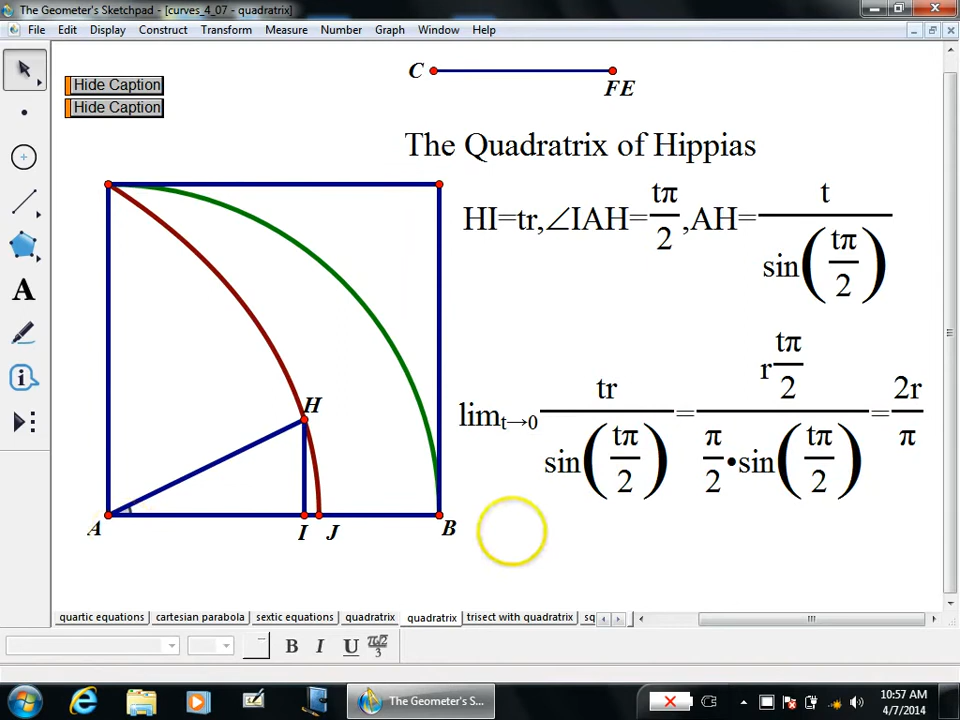 The Geometer's Sketchpad - [curves_4_07 - quadratrix]
File Edit Display Construct Transform Measure Number Graph Window Help
Hide Caption
Hide Caption
C
FE
The Quadratrix of Hippias
HI=tr,∠IAH=tπ/2,AH=t/sin(tπ/2)
lim t→0 tr/sin(tπ/2)=r tπ/2/π/2•sin(tπ/2)=2r/π
H
A
I
J
B
A
quartic equations
cartesian parabola
sextic equations
quadratrix
quadratrix
trisect with quadratrix
sq
B I U π√2/3
The Geometer's S...
10:57 AM
4/7/2014